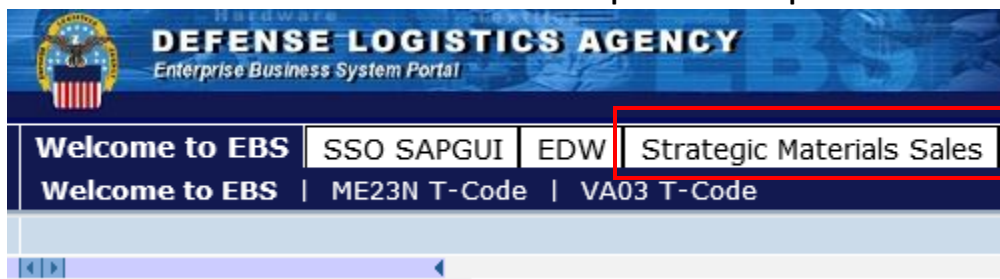 DEFENSE LOGISTICS AGENCY
Enterprise Business System Portal
Welcome to EBS SSO SAPGUI EDW Strategic Materials Sales
Welcome to EBS | ME23N T-Code | VA03 T-Code